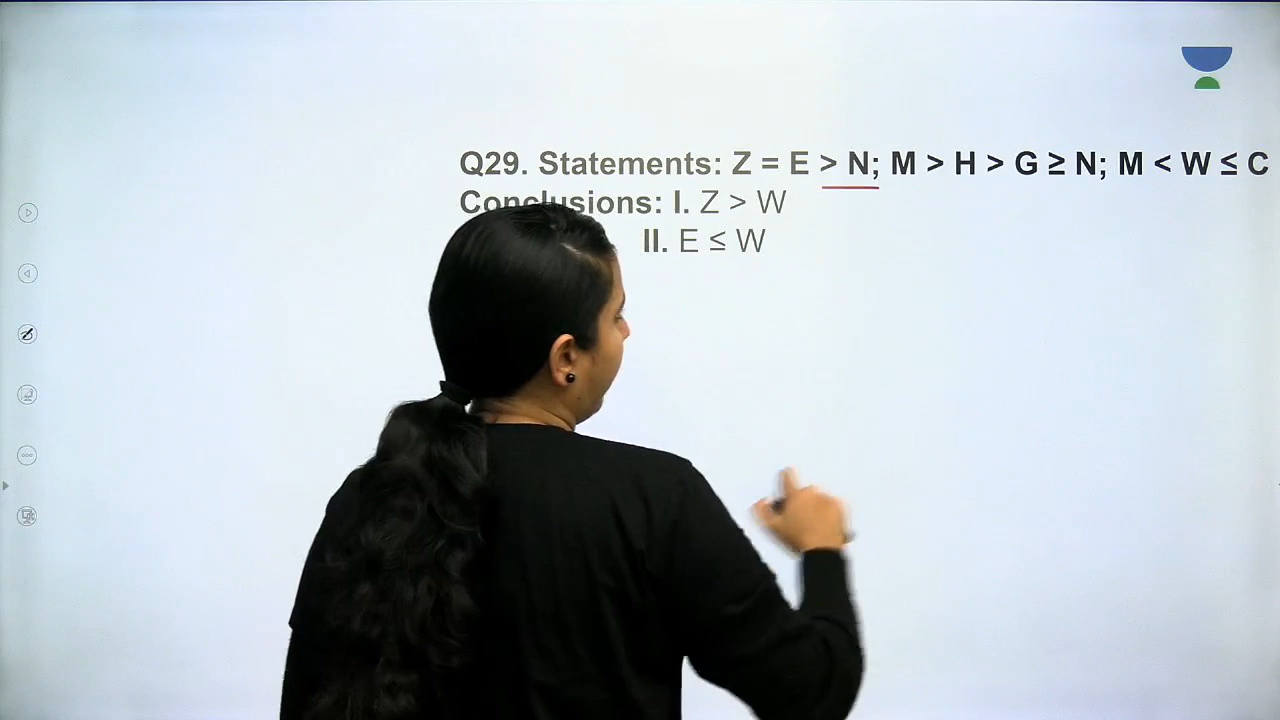 Q29. Statements: Z = E > N; M > H > G ≥ N; M < W ≤ C
Conclusions: I. Z > W
II. E ≤ W